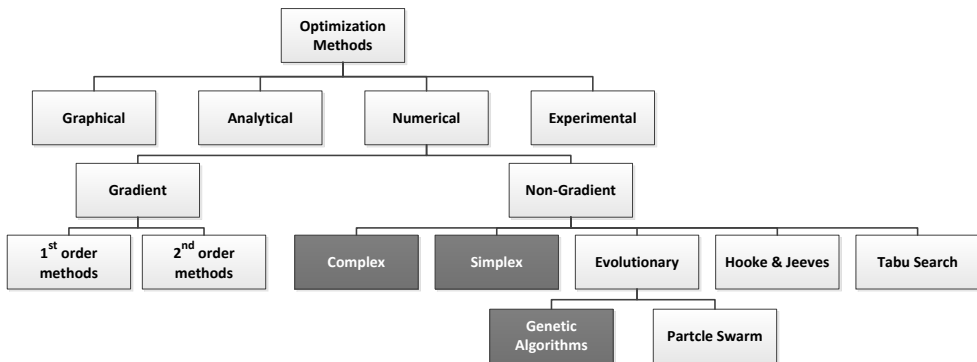 Optimization
Methods
Graphical
Analytical
Numerical
Experimental
Gradient
Non-Gradient
1st order
methods
2nd order
methods
Complex
Simplex
Evolutionary
Hooke & Jeeves
Tabu Search
Genetic
Algorithms
Partcle Swarm